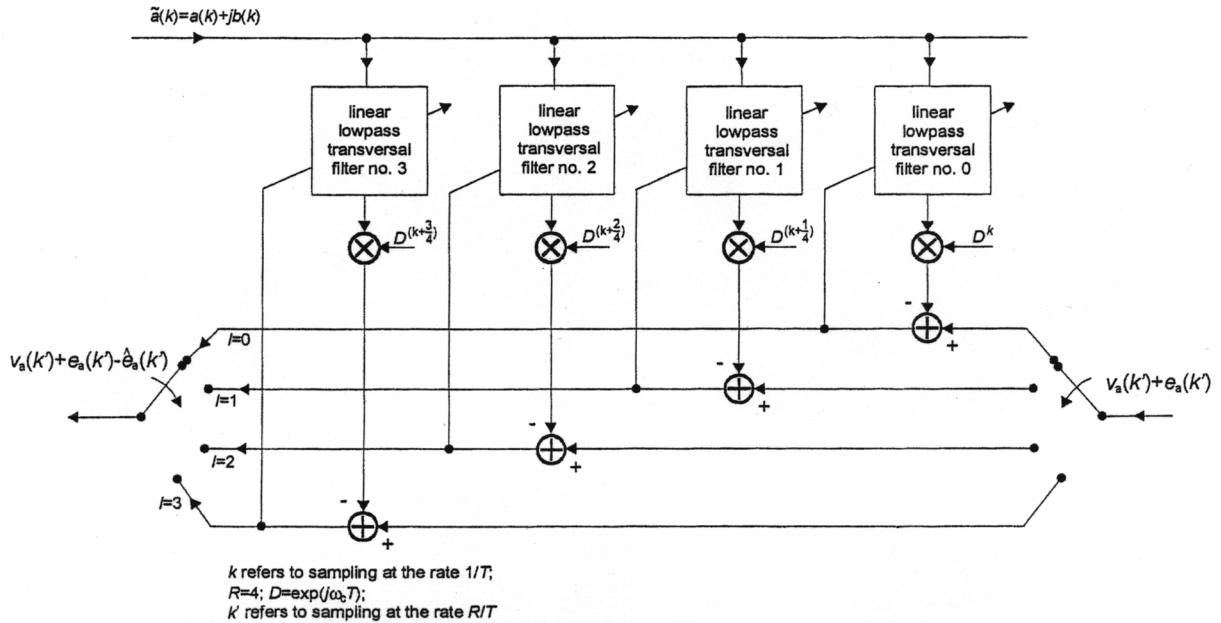 ã(k)=a(k)+jb(k)
linear
lowpass
transversal
filter no. 3
linear
lowpass
transversal
filter no. 2
linear
lowpass
transversal
filter no. 1
linear
lowpass
transversal
filter no. 0
D^(k+3/4)
D^(k+2/4)
D^(k+1/4)
D^k
-
+
l=0
vₐ(k')+eₐ(k')-êₐ(k')
vₐ(k')+eₐ(k')
-
+
l=1
-
+
l=2
-
+
l=3
k refers to sampling at the rate 1/T;
R=4; D=exp(jω_cT);
k' refers to sampling at the rate R/T